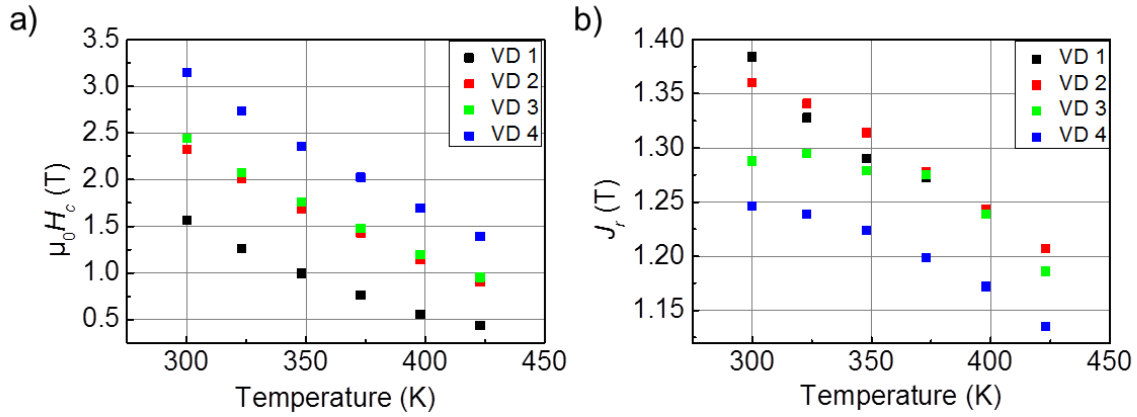 a)
3.5
3.0
2.5
2.0
1.5
1.0
0.5
μ₀H_c (T)
VD 1
VD 2
VD 3
VD 4
300
350
400
450
Temperature (K)
b)
1.40
1.35
1.30
1.25
1.20
1.15
J_r (T)
VD 1
VD 2
VD 3
VD 4
300
350
400
450
Temperature (K)